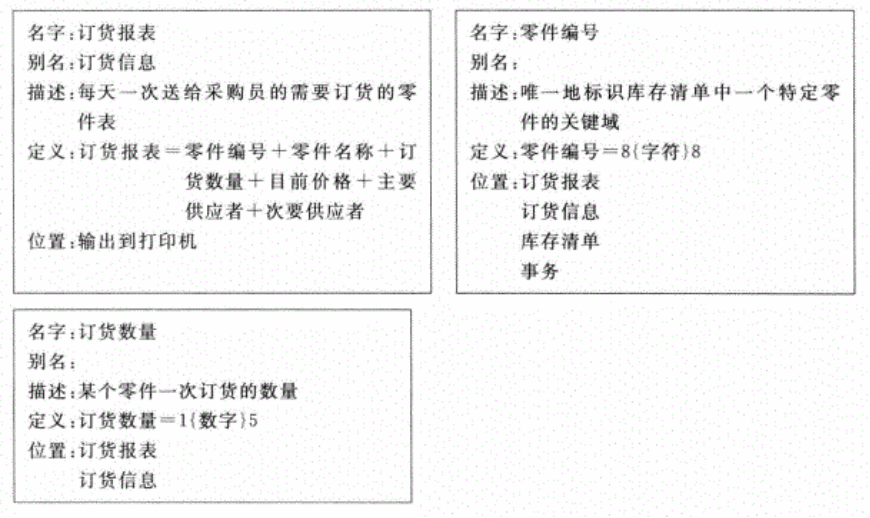 名字:订货报表
别名:订货信息
描述:每天一次送给采购员的需要订货的零
件表
定义:订货报表=零件编号+零件名称+订
货数量+目前价格+主要
供应者+次要供应者
位置:输出到打印机
名字:零件编号
别名:
描述:唯一地标识库存清单中一个特定零
件的关键域
定义:零件编号=8{字符}8
位置:订货报表
订货信息
库存清单
事务
名字:订货数量
别名:
描述:某个零件一次订货的数量
定义:订货数量=1{数字}5
位置:订货报表
订货信息